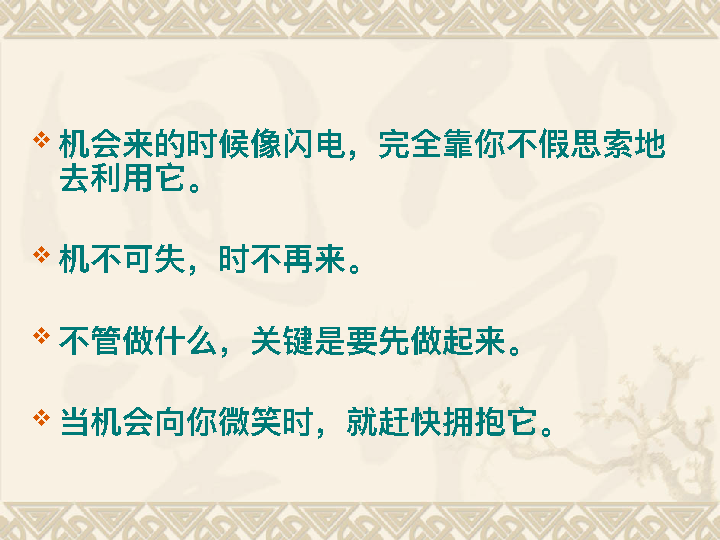 机会来的时候像闪电，完全靠你不假思索地
去利用它。
机不可失，时不再来。
不管做什么，关键是要先做起来。
当机会向你微笑时，就赶快拥抱它。